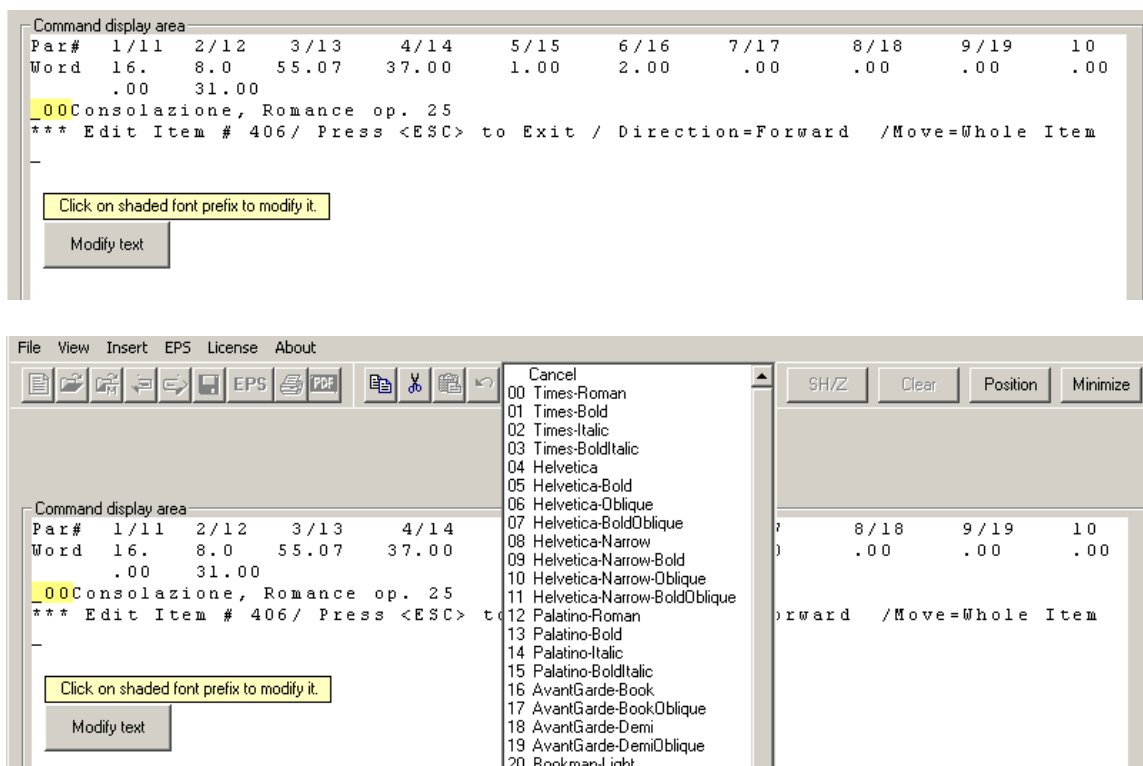 Command display area
Par# 1/11 2/12 3/13 4/14 5/15 6/16 7/17 8/18 9/19 10
Word 16. 8.0 55.07 37.00 1.00 2.00 .00 .00 .00 .00
.00 31.00
_00Consolazione, Romance op. 25
*** Edit Item # 406/ Press <ESC> to Exit / Direction=Forward /Move=Whole Item
_
Click on shaded font prefix to modify it.
Modify text
File View Insert EPS License About
EPS PDF SH/Z Clear Position Minimize
Cancel
00 Times-Roman
01 Times-Bold
02 Times-Italic
03 Times-BoldItalic
04 Helvetica
05 Helvetica-Bold
06 Helvetica-Oblique
07 Helvetica-BoldOblique
08 Helvetica-Narrow
09 Helvetica-Narrow-Bold
10 Helvetica-Narrow-Oblique
11 Helvetica-Narrow-BoldOblique
12 Palatino-Roman
13 Palatino-Bold
14 Palatino-Italic
15 Palatino-BoldItalic
16 AvantGarde-Book
17 AvantGarde-BookOblique
18 AvantGarde-Demi
19 AvantGarde-DemiOblique
20 Bookman-Light
Command display area
Par# 1/11 2/12 3/13 4/14 7 8/18 9/19 10
Word 16. 8.0 55.07 37.00 0 .00 .00 .00
.00 31.00
_00Consolazione, Romance op. 25
*** Edit Item # 406/ Press <ESC> to orward /Move=Whole Item
_
Click on shaded font prefix to modify it.
Modify text